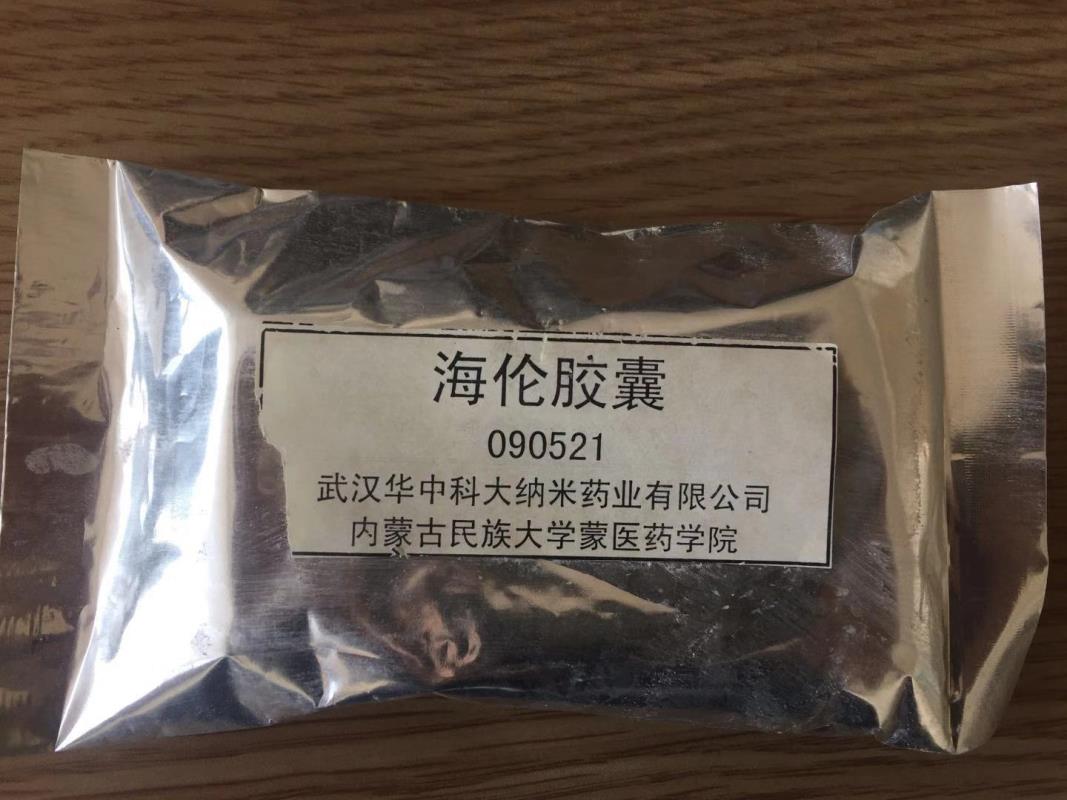 海伦胶囊
090521
武汉华中科大纳米药业有限公司
内蒙古民族大学蒙医药学院